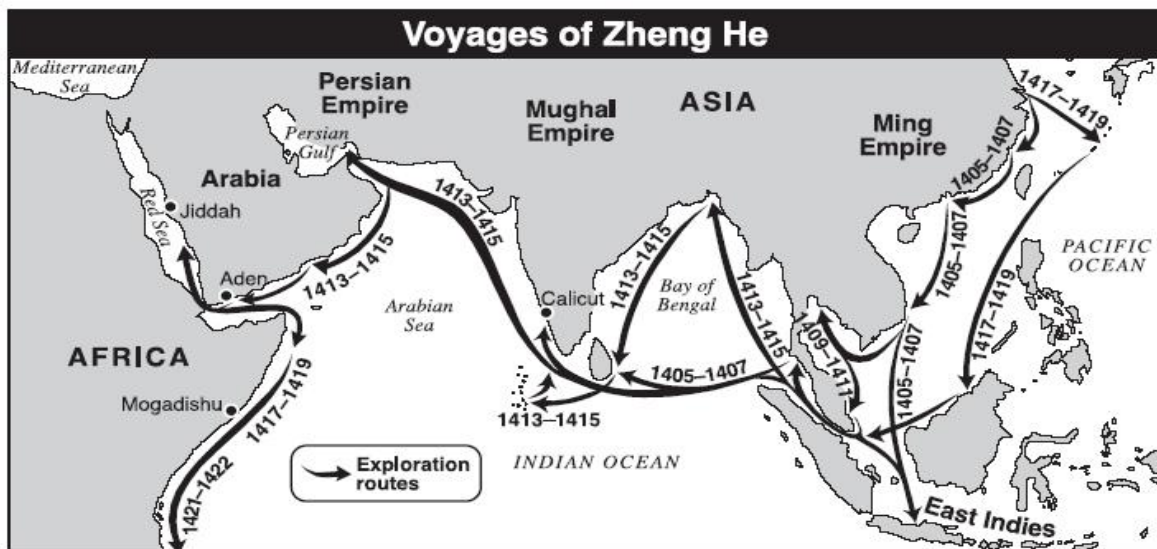 Voyages of Zheng He
Mediterranean
Sea
Persian
Empire
Persian
Gulf
Mughal
Empire
ASIA
Ming
Empire
1417–1419
1405–1407
Arabia
Red Sea
Jiddah
1413–1415
1413–1415
1413–1415
1405–1407
PACIFIC
OCEAN
Aden
Arabian
Sea
Calicut
Bay of
Bengal
1413–1415
1409–1411
1405–1407
1417–1419
AFRICA
Mogadishu
1417–1419
1405–1407
1413–1415
1421–1422
INDIAN OCEAN
Exploration
routes
East Indies